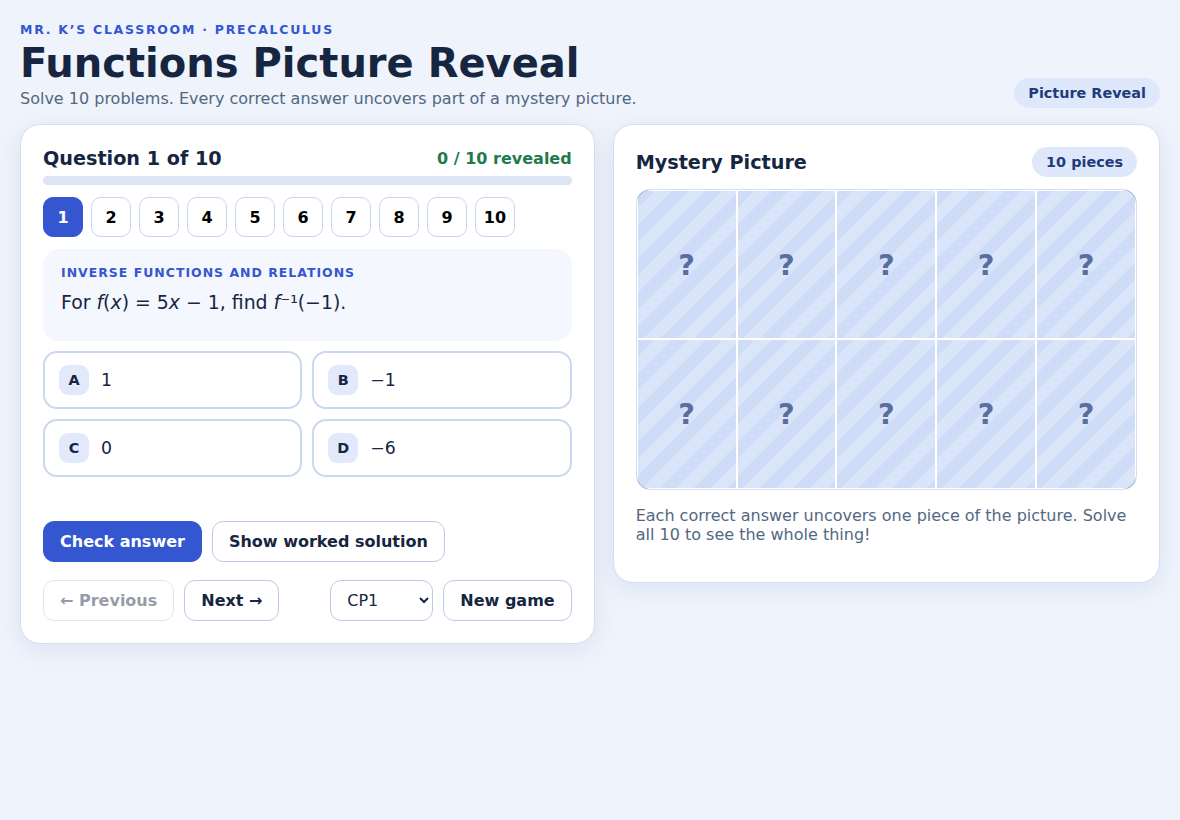 MR. K’S CLASSROOM · PRECALCULUS
Functions Picture Reveal
Solve 10 problems. Every correct answer uncovers part of a mystery picture.
Picture Reveal
Question 1 of 10
0 / 10 revealed
1 2 3 4 5 6 7 8 9 10
INVERSE FUNCTIONS AND RELATIONS
For f(x) = 5x − 1, find f⁻¹(−1).
A 1
B −1
C 0
D −6
Check answer
Show worked solution
← Previous
Next →
CP1
New game
Mystery Picture
10 pieces
? ? ? ? ?
? ? ? ? ?
Each correct answer uncovers one piece of the picture. Solve
all 10 to see the whole thing!